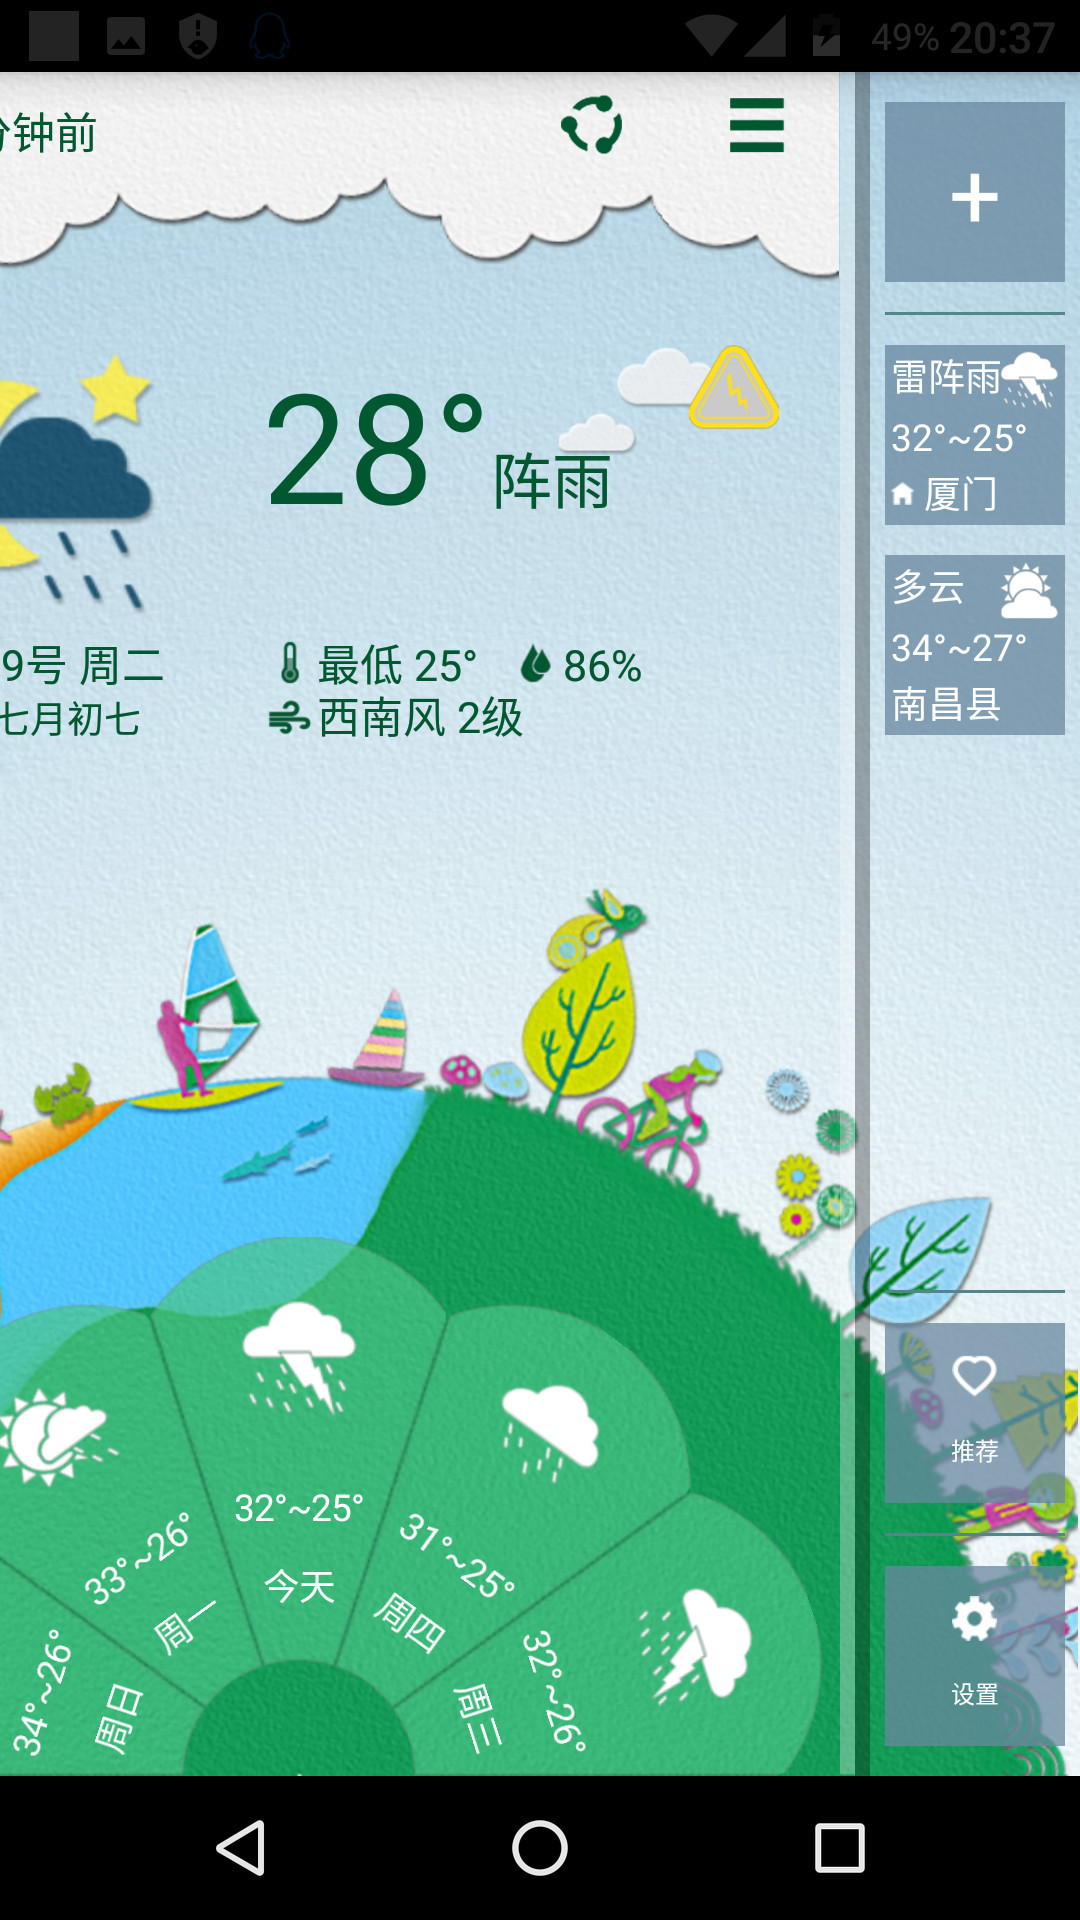 49% 20:37
钟前
雷阵雨
32°~25°
厦门
28°
阵雨
多云
34°~27°
南昌县
9号 周二
七月初七
最低 25°
86%
西南风 2级
推荐
设置
34°~26°
周日
33°~26°
周一
32°~25°
今天
31°~25°
周四
32°~26°
周三